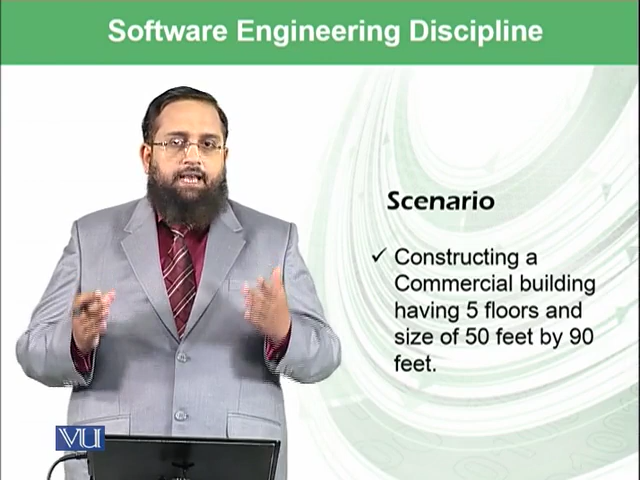 Software Engineering Discipline
Scenario
✓ Constructing a
Commercial building
having 5 floors and
size of 50 feet by 90
feet.
VU